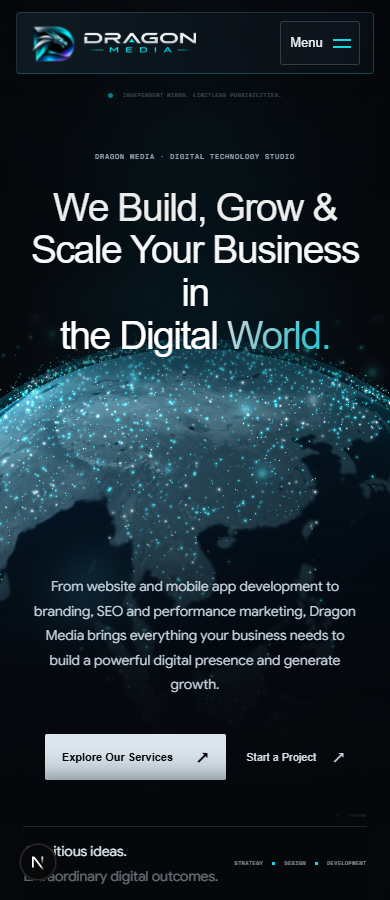 DRAGON
MEDIA
Menu
INDEPENDENT MINDS. LIMITLESS POSSIBILITIES.
DRAGON MEDIA · DIGITAL TECHNOLOGY STUDIO
We Build, Grow &
Scale Your Business
in
the Digital World.
From website and mobile app development to
branding, SEO and performance marketing, Dragon
Media brings everything your business needs to
build a powerful digital presence and generate
growth.
Explore Our Services ↗ Start a Project ↗
itious ideas.
aordinary digital outcomes.
STRATEGY ▪ DESIGN ▪ DEVELOPMENT
N